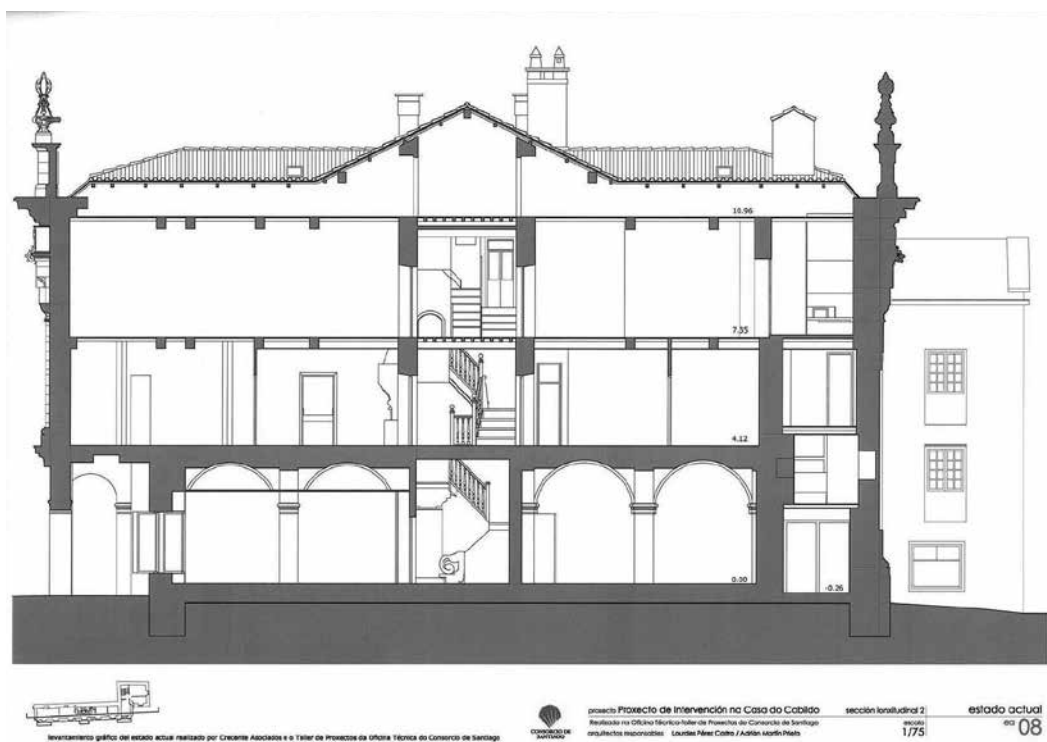 10.96
7.35
4.12
0.00
-0.26
levantamiento gráfico del estado actual realizado por Crecente Asociados e o Taller de Proxectos da Oficina Técnica do Consorcio de Santiago
CONSORCIO DE
SANTIAGO
proxecto Proxecto de Intervención na Casa do Cabildo
Realizado na Oficina Técnica-Taller de Proxectos do Consorcio de Santiago
arquitectos responsables Lourdes Pérez Castro / Adrián Martín Prieto
sección lonxitudinal 2
escala
1/75
estado actual
ea 08